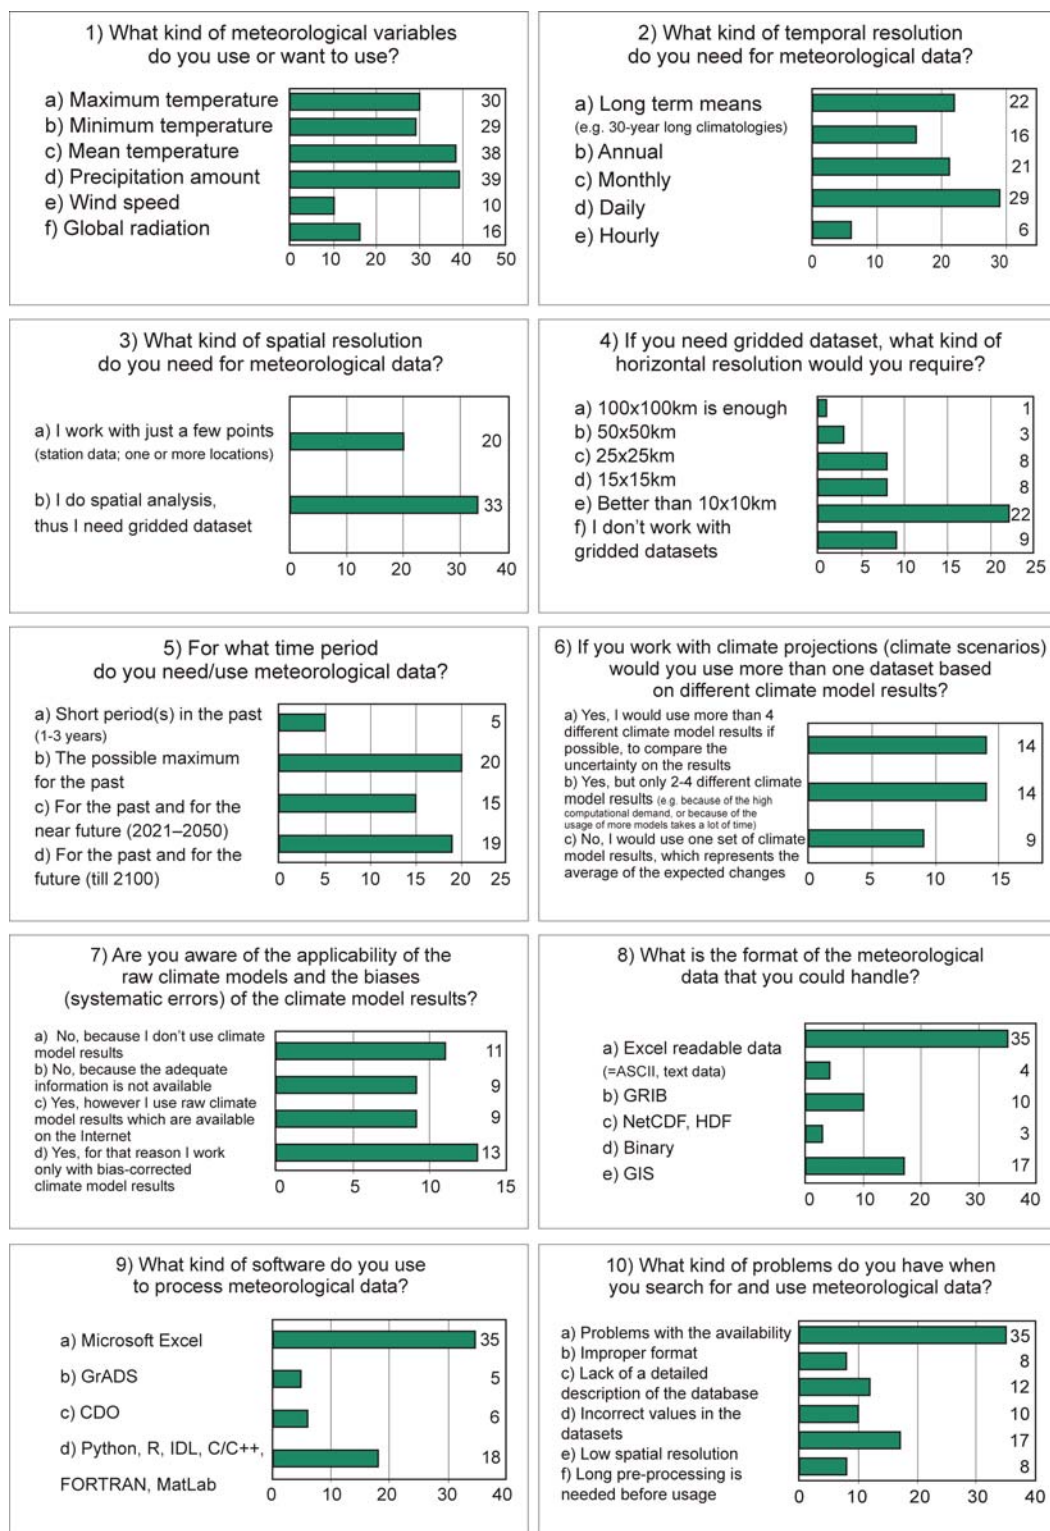 1) What kind of meteorological variables
do you use or want to use?
a) Maximum temperature 30
b) Minimum temperature 29
c) Mean temperature 38
d) Precipitation amount 39
e) Wind speed 10
f) Global radiation 16
0 10 20 30 40 50
2) What kind of temporal resolution
do you need for meteorological data?
a) Long term means 22
(e.g. 30-year long climatologies) 16
b) Annual
21
c) Monthly
29
d) Daily
e) Hourly 6
0 10 20 30
3) What kind of spatial resolution
do you need for meteorological data?
a) I work with just a few points
20
(station data; one or more locations)
b) I do spatial analysis,
33
thus I need gridded dataset
0 10 20 30 40
4) If you need gridded dataset, what kind of
horizontal resolution would you require?
a) 100x100km is enough 1
b) 50x50km 3
c) 25x25km 8
d) 15x15km 8
e) Better than 10x10km 22
f) I don't work with
gridded datasets 9
0 5 10 15 20 25
5) For what time period
do you need/use meteorological data?
a) Short period(s) in the past 5
(1-3 years)
b) The possible maximum 20
for the past
c) For the past and for the 15
near future (2021–2050)
d) For the past and for the 19
future (till 2100)
0 5 10 15 20 25
6) If you work with climate projections (climate scenarios)
would you use more than one dataset based
on different climate model results?
a) Yes, I would use more than 4
different climate model results if
possible, to compare the 14
uncertainty on the results
b) Yes, but only 2-4 different climate
model results (e.g. because of the high 14
computational demand, or because of the
usage of more models takes a lot of time)
c) No, I would use one set of climate 9
model results, which represents the
average of the expected changes
0 5 10 15
7) Are you aware of the applicability of the
raw climate models and the biases
(systematic errors) of the climate model results?
a) No, because I don't use climate
model results 11
b) No, because the adequate
information is not available 9
c) Yes, however I use raw climate
model results which are available 9
on the Internet
d) Yes, for that reason I work 13
only with bias-corrected
climate model results
0 5 10 15
8) What is the format of the meteorological
data that you could handle?
35
a) Excel readable data
(=ASCII, text data) 4
b) GRIB 10
c) NetCDF, HDF
3
d) Binary
e) GIS 17
0 10 20 30 40
9) What kind of software do you use
to process meteorological data?
a) Microsoft Excel 35
b) GrADS 5
c) CDO 6
d) Python, R, IDL, C/C++, 18
FORTRAN, MatLab
0 10 20 30 40
10) What kind of problems do you have when
you search for and use meteorological data?
a) Problems with the availability 35
b) Improper format 8
c) Lack of a detailed
description of the database 12
d) Incorrect values in the 10
datasets
e) Low spatial resolution 17
f) Long pre-processing is 8
needed before usage
0 10 20 30 40